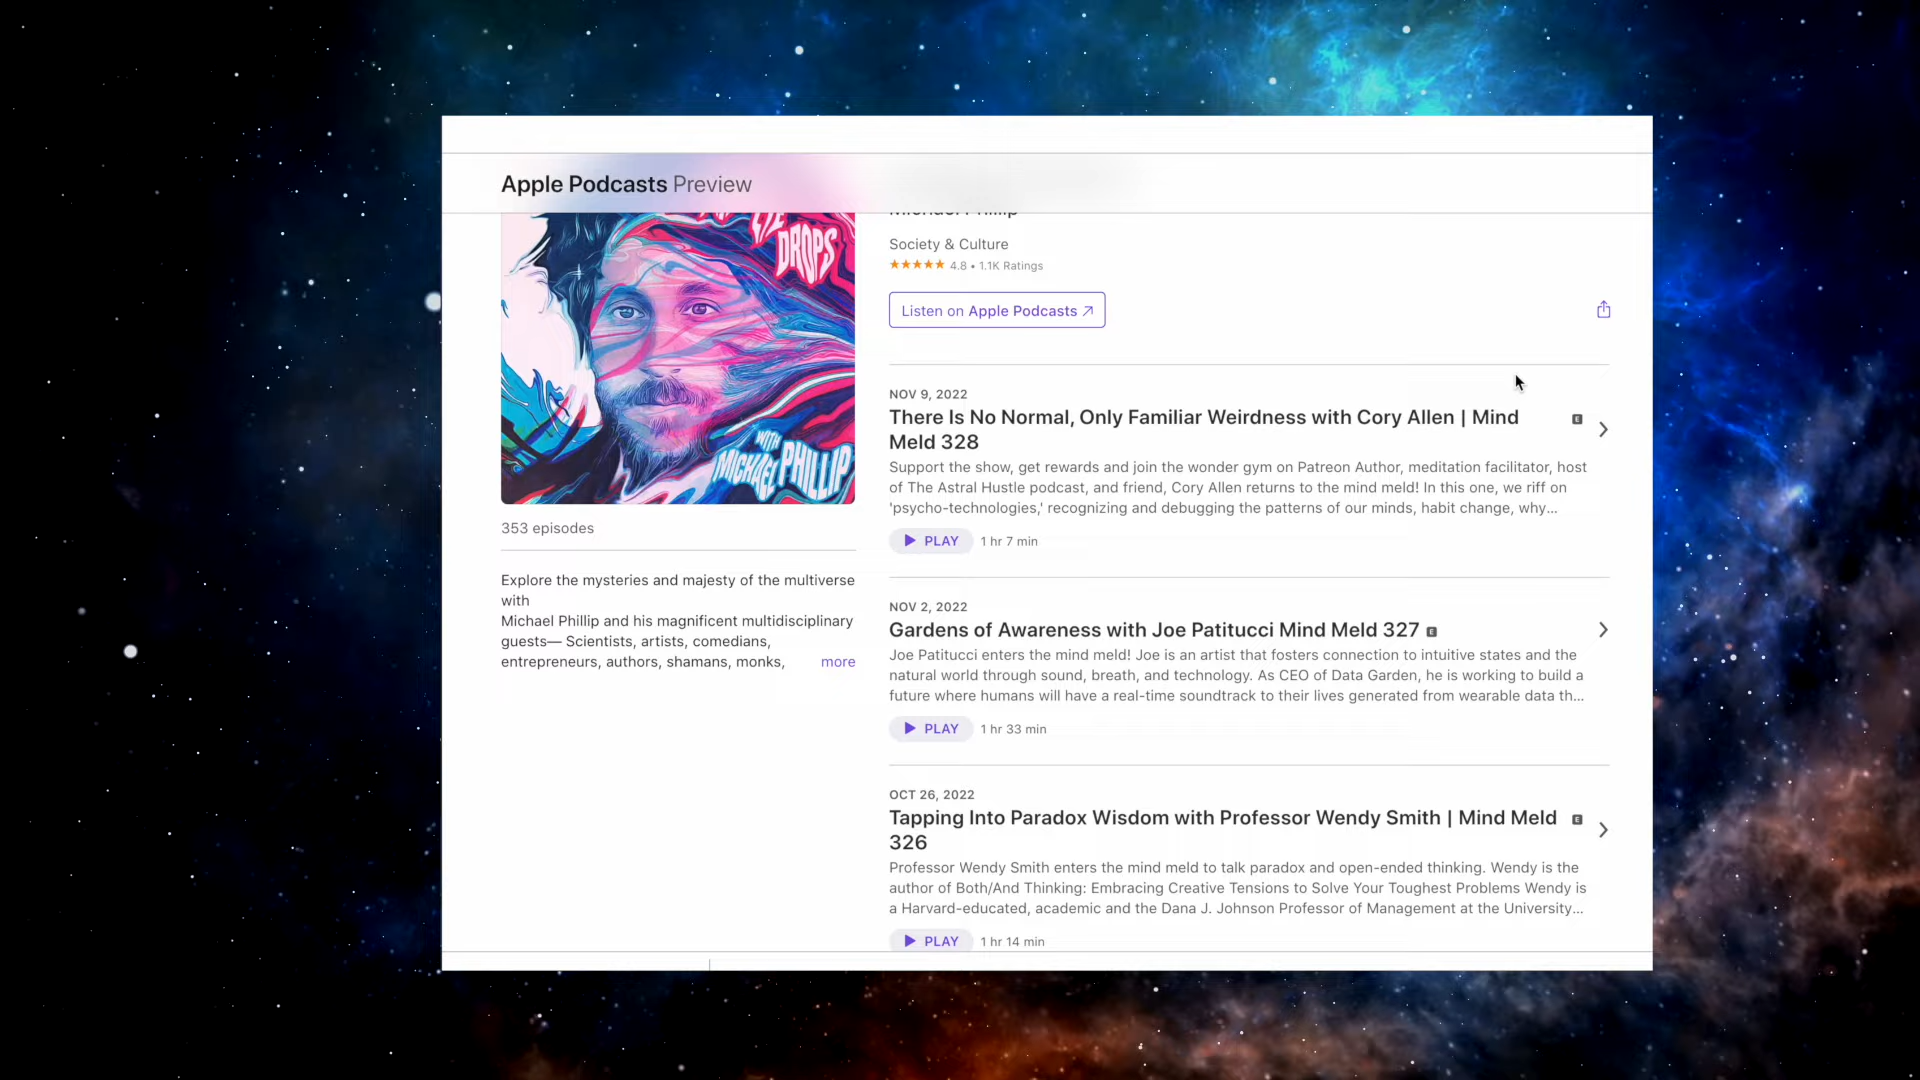 Apple Podcasts Preview
EYE
DROPS
WITH
MICHAEL PHILLIP
353 episodes
Explore the mysteries and majesty of the multiverse
with
Michael Phillip and his magnificent multidisciplinary
guests— Scientists, artists, comedians,
entrepreneurs, authors, shamans, monks, more
Michael Phillip
Society & Culture
★★★★★ 4.8 • 1.1K Ratings
Listen on Apple Podcasts ↗
NOV 9, 2022
There Is No Normal, Only Familiar Weirdness with Cory Allen | Mind E
Meld 328
Support the show, get rewards and join the wonder gym on Patreon Author, meditation facilitator, host
of The Astral Hustle podcast, and friend, Cory Allen returns to the mind meld! In this one, we riff on
'psycho-technologies,' recognizing and debugging the patterns of our minds, habit change, why...
PLAY 1 hr 7 min
NOV 2, 2022
Gardens of Awareness with Joe Patitucci Mind Meld 327 E
Joe Patitucci enters the mind meld! Joe is an artist that fosters connection to intuitive states and the
natural world through sound, breath, and technology. As CEO of Data Garden, he is working to build a
future where humans will have a real-time soundtrack to their lives generated from wearable data th...
PLAY 1 hr 33 min
OCT 26, 2022
Tapping Into Paradox Wisdom with Professor Wendy Smith | Mind Meld E
326
Professor Wendy Smith enters the mind meld to talk paradox and open-ended thinking. Wendy is the
author of Both/And Thinking: Embracing Creative Tensions to Solve Your Toughest Problems Wendy is
a Harvard-educated, academic and the Dana J. Johnson Professor of Management at the University...
PLAY 1 hr 14 min